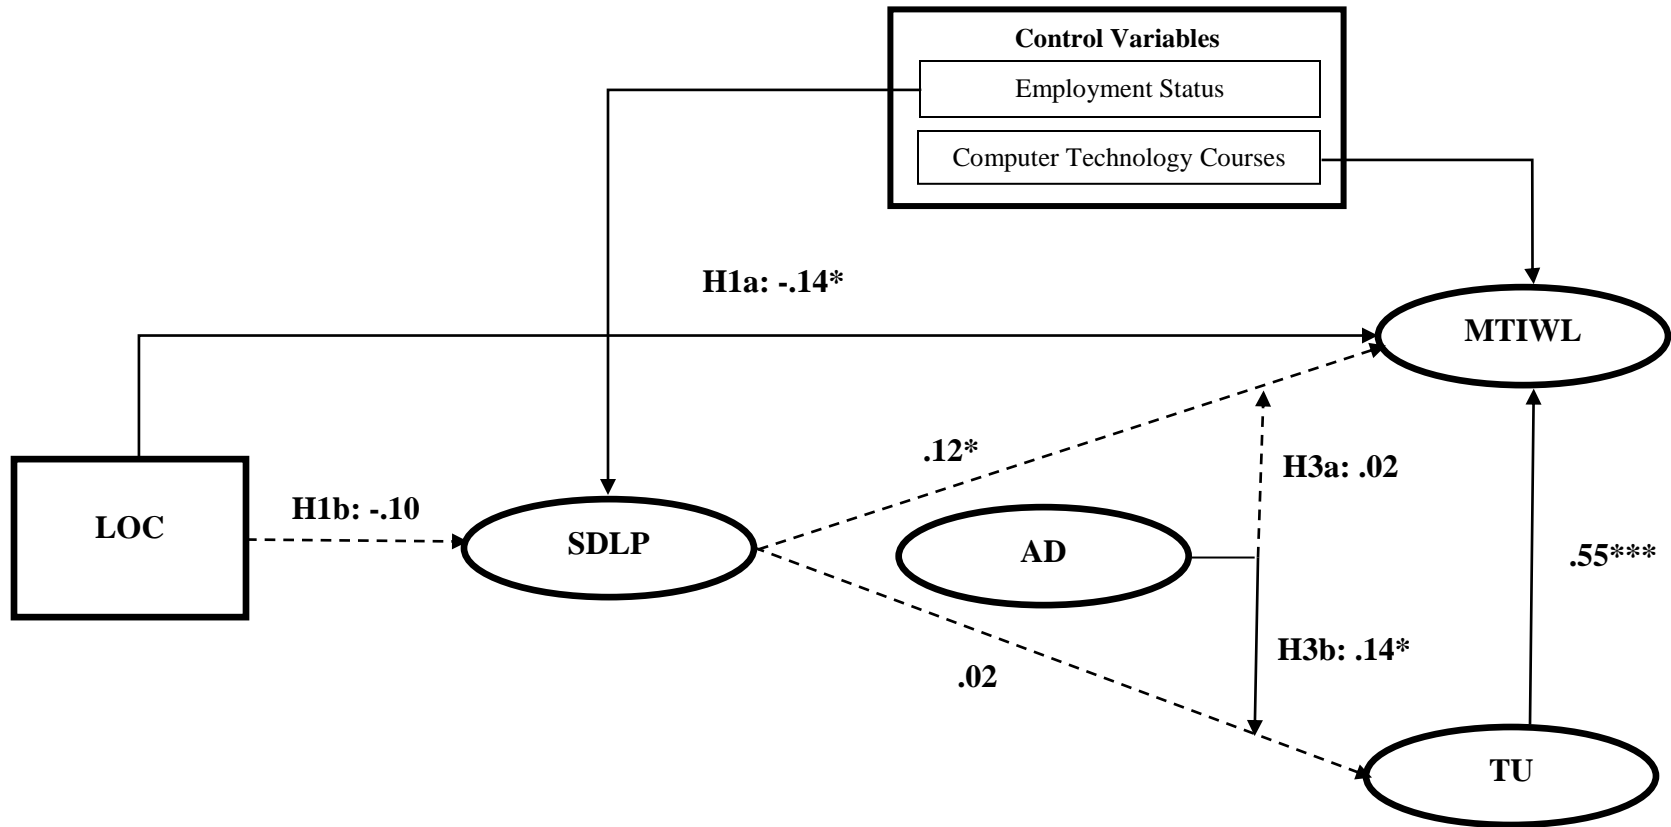 Control Variables
Employment Status
Computer Technology Courses
H1a: -.14*
MTIWL
.12*
H3a: .02
LOC
H1b: -.10
SDLP
AD
.55***
H3b: .14*
.02
TU